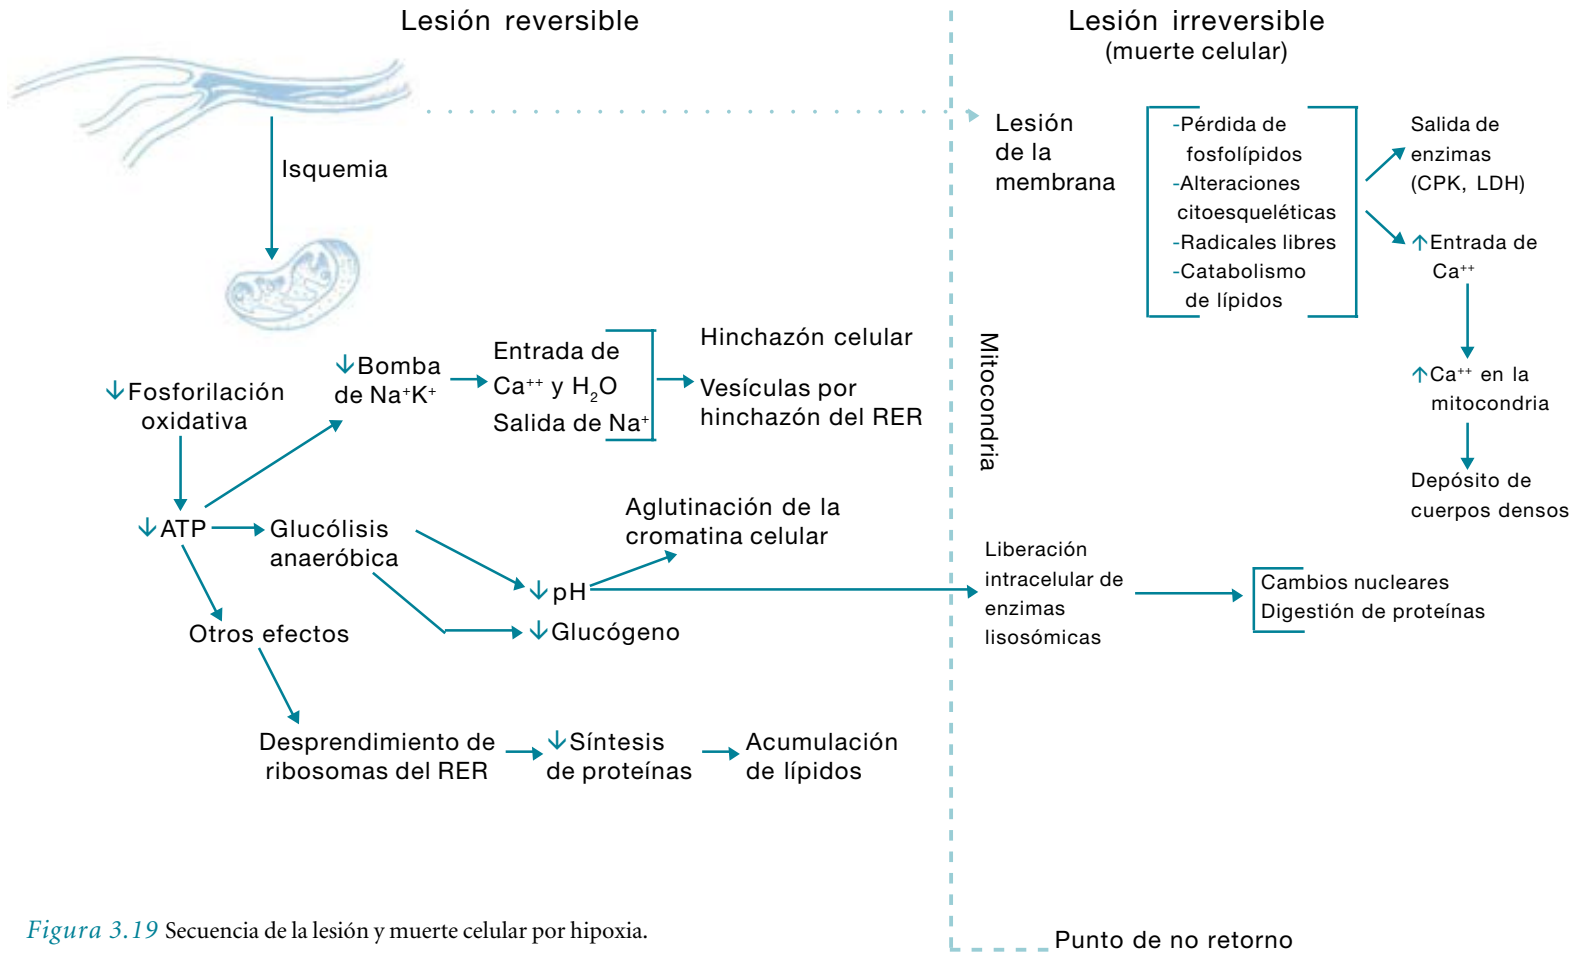 Lesión reversible
Lesión irreversible
(muerte celular)
Isquemia
↓Fosforilación
oxidativa
↓Bomba
de Na⁺K⁺
Entrada de
Ca⁺⁺ y H₂O
Salida de Na⁺
Hinchazón celular
Vesículas por
hinchazón del RER
↓ATP
Glucólisis
anaeróbica
Aglutinación de la
cromatina celular
↓pH
↓Glucógeno
Otros efectos
Desprendimiento de
ribosomas del RER
↓Síntesis
de proteínas
Acumulación
de lípidos
Mitocondria
Lesión
de la
membrana
-Pérdida de
fosfolípidos
-Alteraciones
citoesqueléticas
-Radicales libres
-Catabolismo
de lípidos
Salida de
enzimas
(CPK, LDH)
↑Entrada de
Ca⁺⁺
↑Ca⁺⁺ en la
mitocondria
Depósito de
cuerpos densos
Liberación
intracelular de
enzimas
lisosómicas
Cambios nucleares
Digestión de proteínas
Punto de no retorno
Figura 3.19 Secuencia de la lesión y muerte celular por hipoxia.